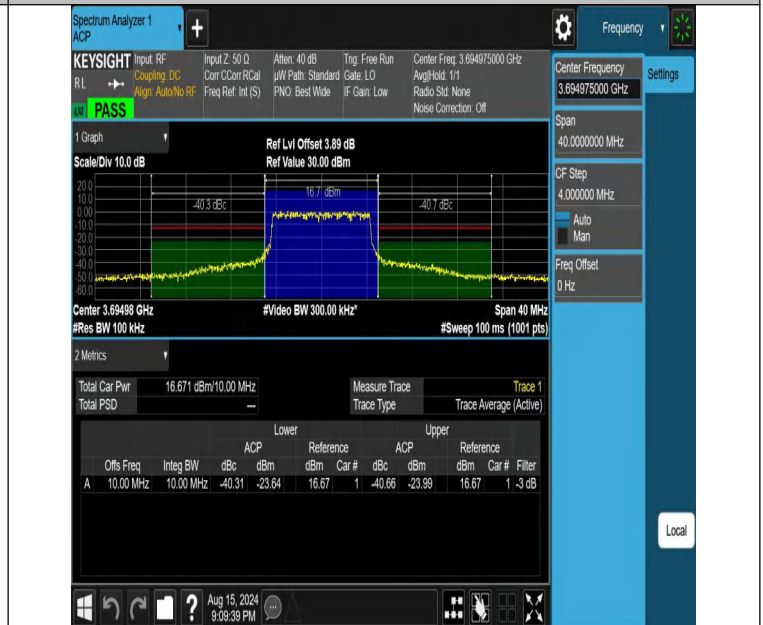 Spectrum Analyzer 1
ACP
+
Frequency
KEYSIGHT Input: RF Input Z: 50 Ω Atten: 40 dB Trig: Free Run Center Freq: 3.694975000 GHz
RL Coupling: DC Corr CCorr RCal µW Path: Standard Gate: LO Avg|Hold: 1/1
Align: Auto/No RF Freq Ref: Int (S) PNO: Best Wide IF Gain: Low Radio Std: None
Noise Correction: Off
PASS
Center Frequency
3.694975000 GHz
Settings
Span
40.0000000 MHz
CF Step
4.000000 MHz
Auto
Man
Freq Offset
0 Hz
1 Graph
Ref Lvl Offset 3.89 dB
Scale/Div 10.0 dB Ref Value 30.00 dBm
20.0
10.0
0.00
-10.0
-20.0
-30.0
-40.0
-50.0
-60.0
-40.3 dBc 16.7 dBm -40.7 dBc
Center 3.69498 GHz #Video BW 300.00 kHz* Span 40 MHz
#Res BW 100 kHz #Sweep 100 ms (1001 pts)
2 Metrics
Total Car Pwr 16.671 dBm/10.00 MHz Measure Trace Trace 1
Total PSD --- Trace Type Trace Average (Active)
Lower Upper
ACP Reference ACP Reference
Offs Freq Integ BW dBc dBm dBm Car # dBc dBm dBm Car # Filter
A 10.00 MHz 10.00 MHz -40.31 -23.64 16.67 1 -40.66 -23.99 16.67 1 -3 dB
Local
? Aug 15, 2024
9:09:39 PM